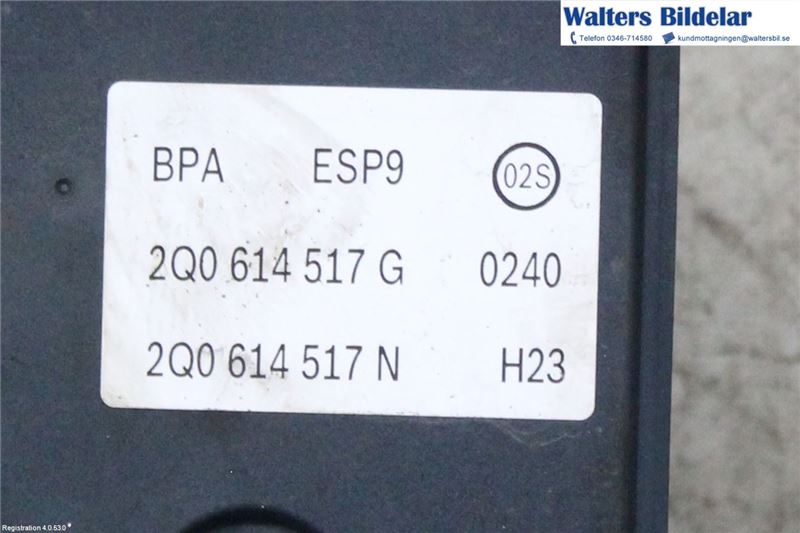 Walters Bildelar
Telefon 0346-714580 kundmottagningen@waltersbil.se
BPA ESP9 02S
2Q0 614 517 G 0240
2Q0 614 517 N H23
Registration 4.0.53.0